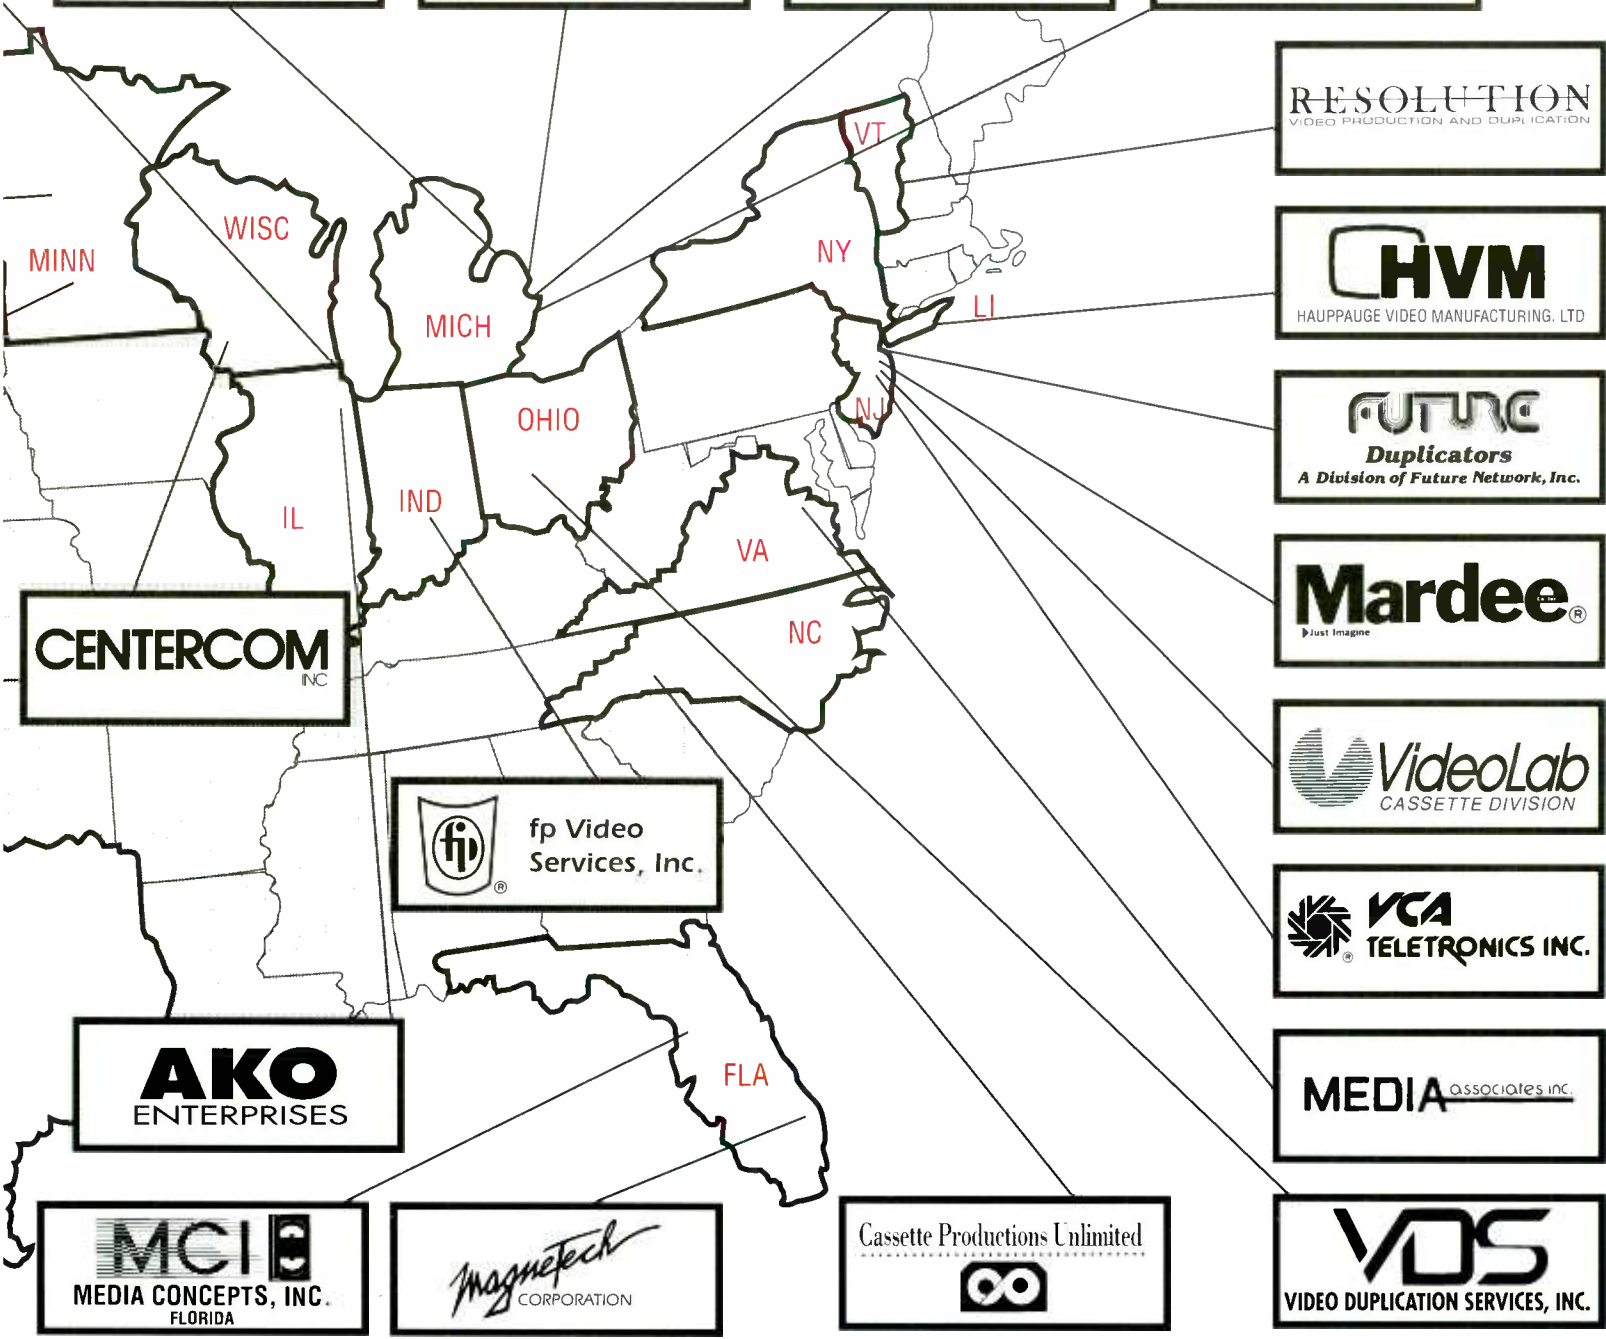 RESOLUTION
VIDEO PRODUCTION AND DUPLICATION
VT
WISC
MINN
NY
MICH
LI
HVM
HAUPPAUGE VIDEO MANUFACTURING, LTD
OHIO
NJ
FUTURE
Duplicators
A Division of Future Network, Inc.
IL
IND
VA
NC
Mardee®
Just Imagine
CENTERCOM
INC
VideoLab
CASSETTE DIVISION
fp
®
fp Video
Services, Inc.
VCA
TELETRONICS INC.
®
AKO
ENTERPRISES
FLA
MEDIA associates inc.
MCI
MEDIA CONCEPTS, INC.
FLORIDA
MagneTech
CORPORATION
Cassette Productions Unlimited
VDS
VIDEO DUPLICATION SERVICES, INC.